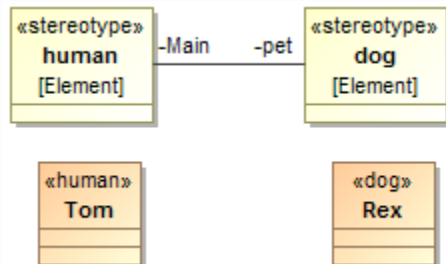 «stereotype»
human
[Element]
-Main
-pet
«stereotype»
dog
[Element]
«human»
Tom
«dog»
Rex